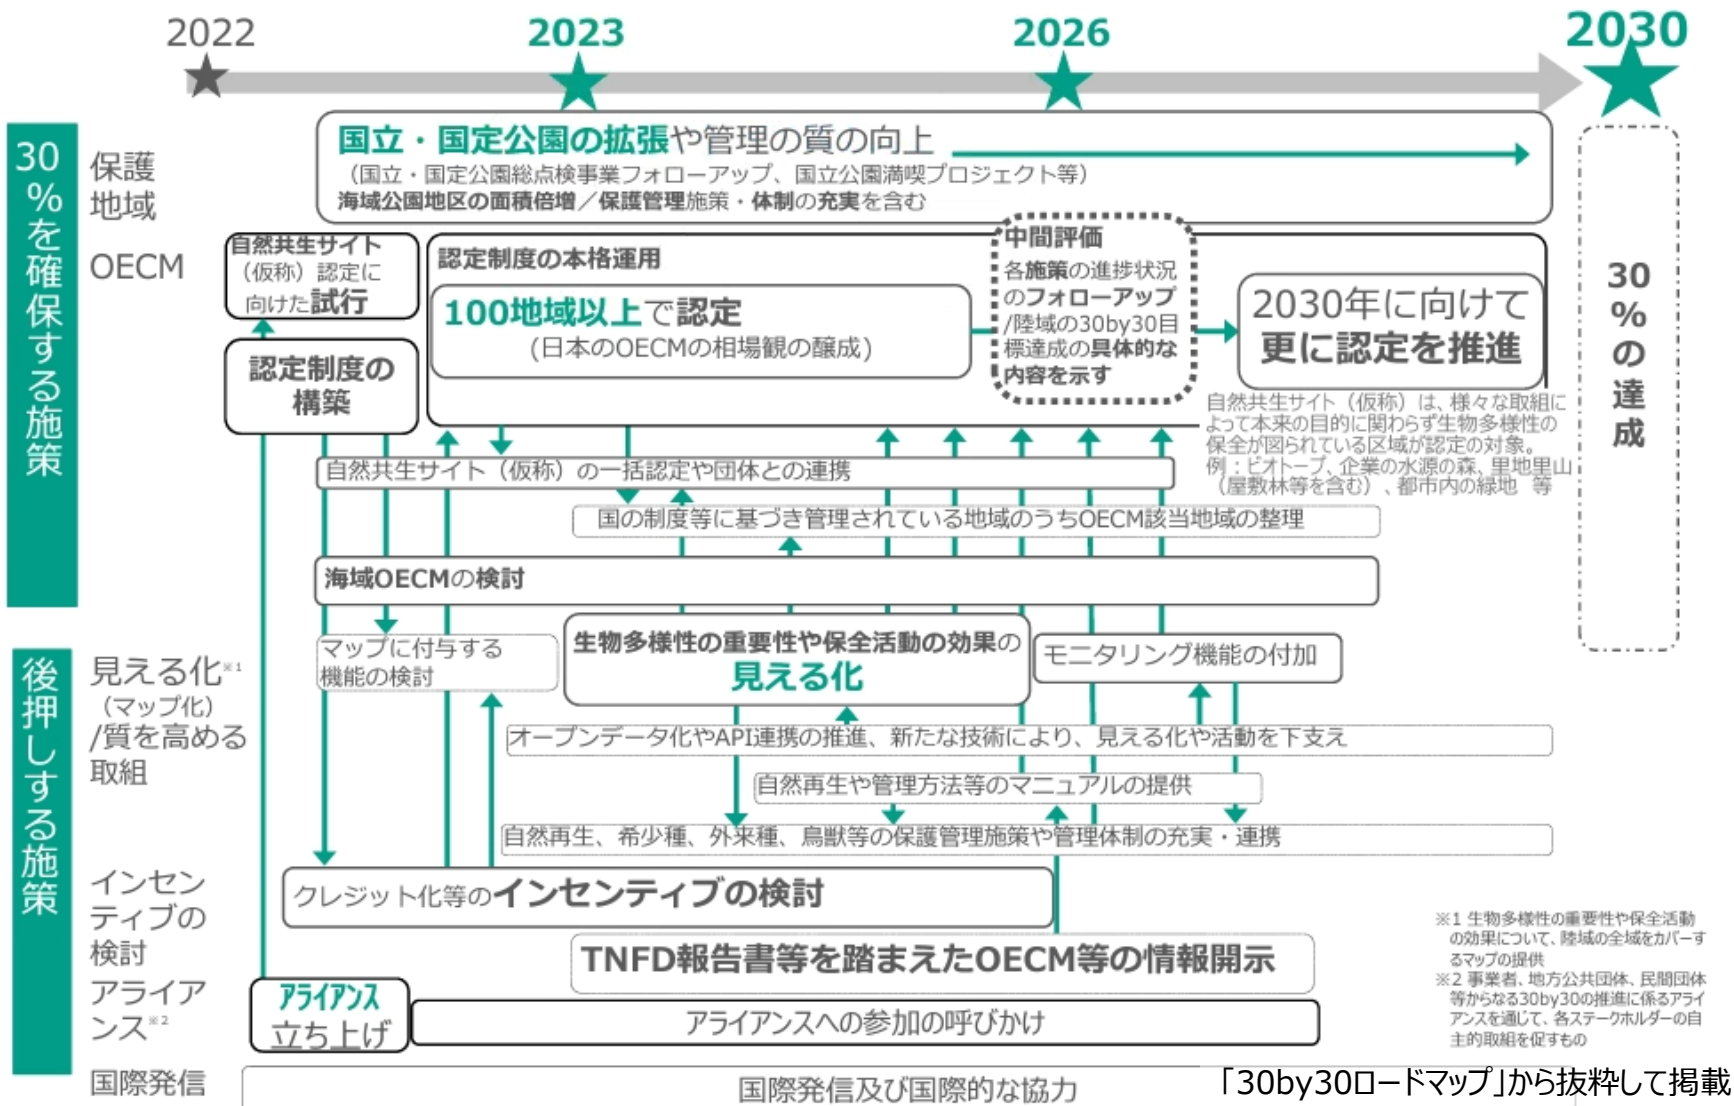 2022
2023
2026
2030
30%を確保する施策
保護
地域
国立・国定公園の拡張や管理の質の向上
（国立・国定公園総点検事業フォローアップ、国立公園満喫プロジェクト等）
海域公園地区の面積倍増／保護管理施策・体制の充実を含む
OECM
自然共生サイト
（仮称）認定に
向けた試行
認定制度の
構築
認定制度の本格運用
100地域以上で認定
(日本のOECMの相場観の醸成)
中間評価
各施策の進捗状況
のフォローアップ
/陸域の30by30目
標達成の具体的な
内容を示す
2030年に向けて
更に認定を推進
自然共生サイト（仮称）は、様々な取組に
よって本来の目的に関わらず生物多様性の
保全が図られている区域が認定の対象。
例：ビオトープ、企業の水源の森、里地里山
（屋敷林等を含む）、都市内の緑地 等
30%の達成
自然共生サイト（仮称）の一括認定や団体との連携
国の制度等に基づき管理されている地域のうちOECM該当地域の整理
海域OECMの検討
後押しする施策
見える化※1
（マップ化）
/質を高める
取組
マップに付与する
機能の検討
生物多様性の重要性や保全活動の効果の
見える化
モニタリング機能の付加
オープンデータ化やAPI連携の推進、新たな技術により、見える化や活動を下支え
自然再生や管理方法等のマニュアルの提供
自然再生、希少種、外来種、鳥獣等の保護管理施策や管理体制の充実・連携
インセン
ティブの
検討
クレジット化等のインセンティブの検討
TNFD報告書等を踏まえたOECM等の情報開示
アライア
ンス※2
アライアンス
立ち上げ
アライアンスへの参加の呼びかけ
国際発信
国際発信及び国際的な協力
※1 生物多様性の重要性や保全活動
の効果について、陸域の全域をカバーす
るマップの提供
※2 事業者、地方公共団体、民間団体
等からなる30by30の推進に係るアライ
アンスを通じて、各ステークホルダーの自
主的取組を促すもの
「30by30ロードマップ」から抜粋して掲載